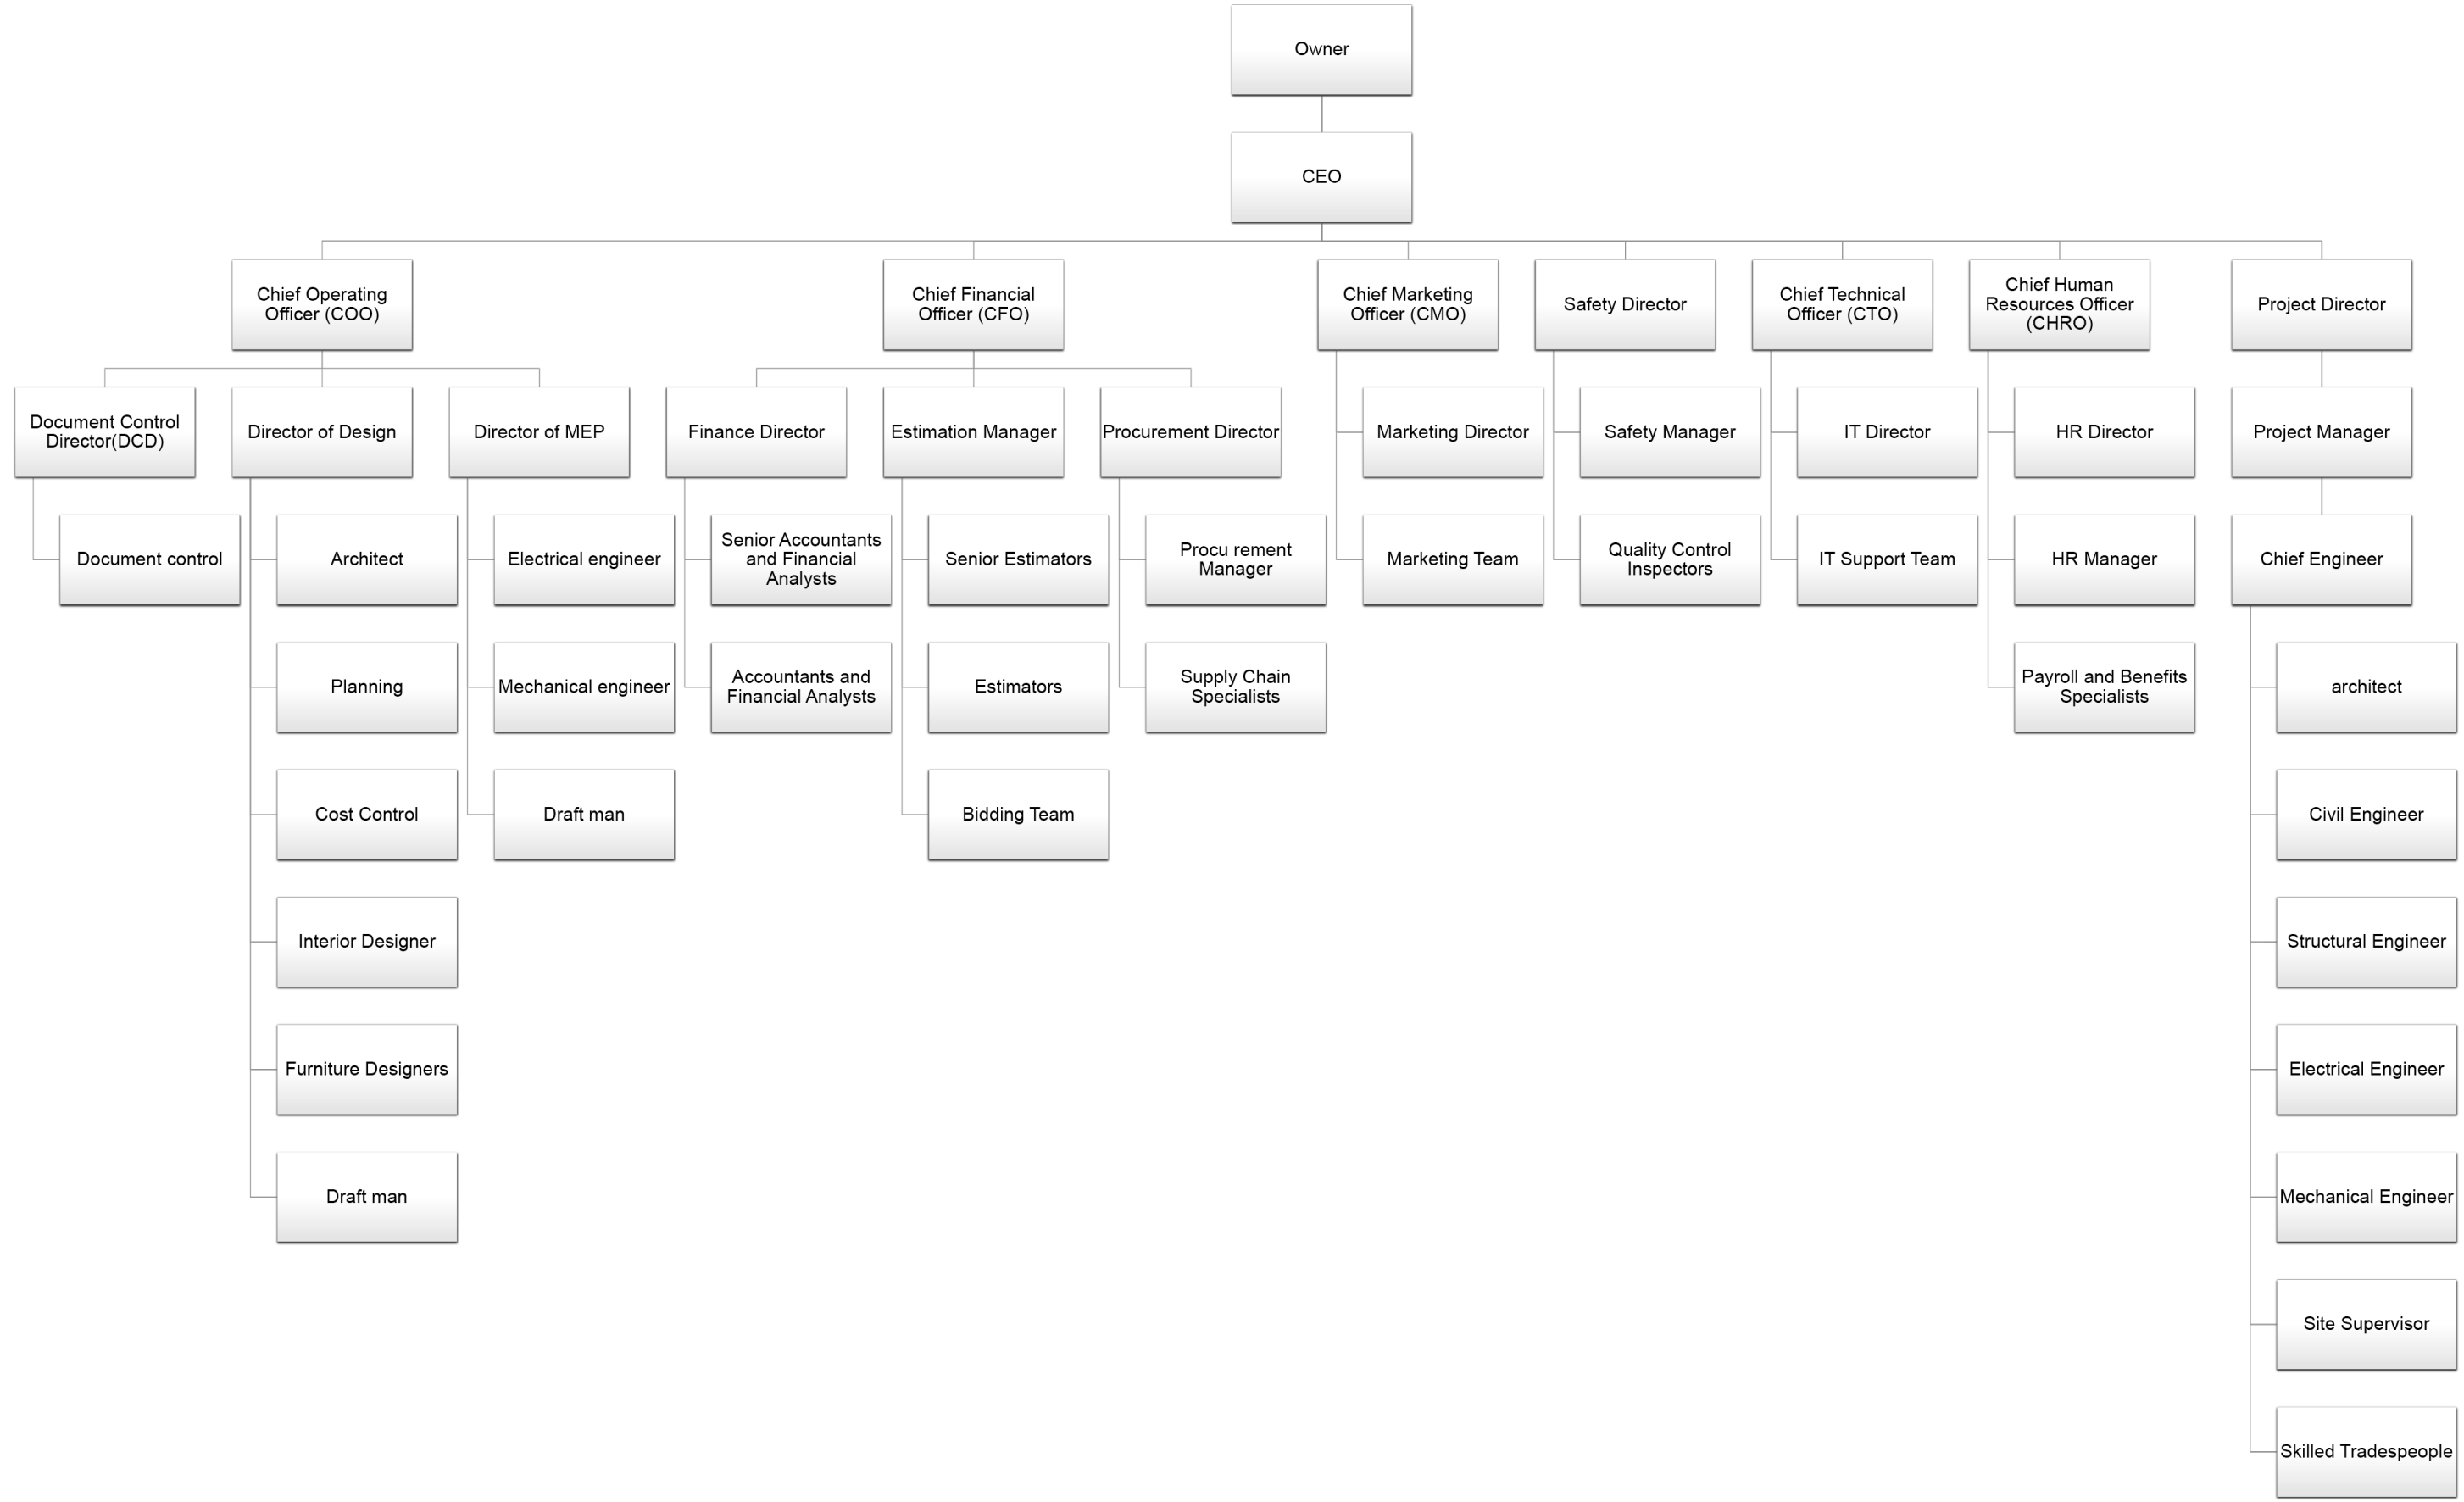 Owner
CEO
Chief Operating
Officer (COO)
Chief Financial
Officer (CFO)
Chief Marketing
Officer (CMO)
Safety Director
Chief Technical
Officer (CTO)
Chief Human
Resources Officer
(CHRO)
Project Director
Document Control
Director(DCD)
Director of Design
Director of MEP
Finance Director
Estimation Manager
Procurement Director
Marketing Director
Safety Manager
IT Director
HR Director
Project Manager
Document control
Architect
Electrical engineer
Senior Accountants
and Financial
Analysts
Senior Estimators
Procu rement
Manager
Marketing Team
Quality Control
Inspectors
IT Support Team
HR Manager
Chief Engineer
Planning
Mechanical engineer
Accountants and
Financial Analysts
Estimators
Supply Chain
Specialists
Payroll and Benefits
Specialists
architect
Cost Control
Draft man
Bidding Team
Civil Engineer
Interior Designer
Structural Engineer
Furniture Designers
Electrical Engineer
Draft man
Mechanical Engineer
Site Supervisor
Skilled Tradespeople